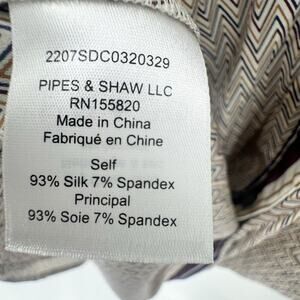 2207SDC0320329
PIPES & SHAW LLC
RN155820
Made in China
Fabriqué en Chine
Self
93% Silk 7% Spandex
Principal
93% Soie 7% Spandex